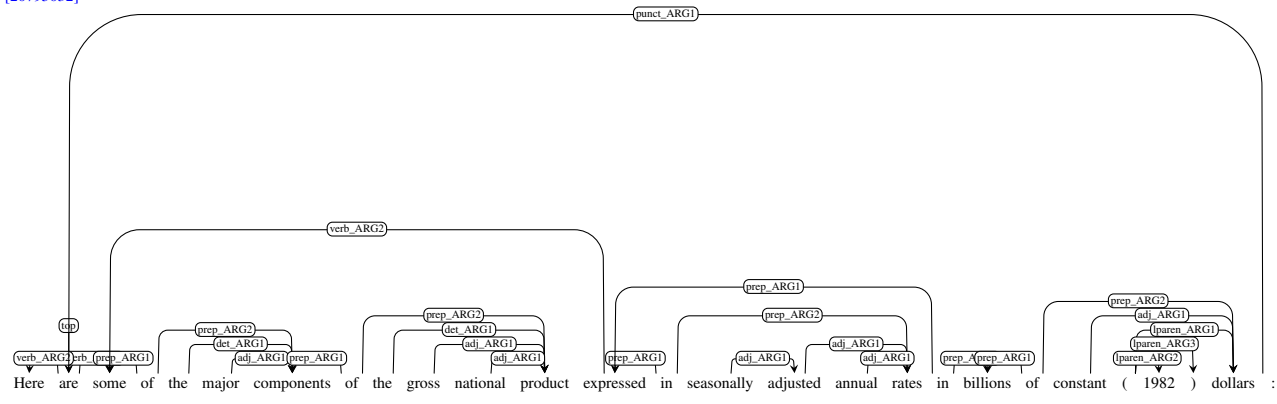 punct_ARG1
verb_ARG2
prep_ARG1
prep_ARG2 prep_ARG2 prep_ARG2
top prep_ARG2 det_ARG1 adj_ARG1
det_ARG1 adj_ARG1 adj_ARG1 lparen_ARG1
lparen_ARG3
verb_ARG2 prep_ARG1 adj_ARG1 prep_ARG1 adj_ARG1 prep_ARG1 adj_ARG1 adj_ARG1 prep_ARG1 lparen_ARG2
Here are some of the major components of the gross national product expressed in seasonally adjusted annual rates in billions of constant ( 1982 ) dollars :